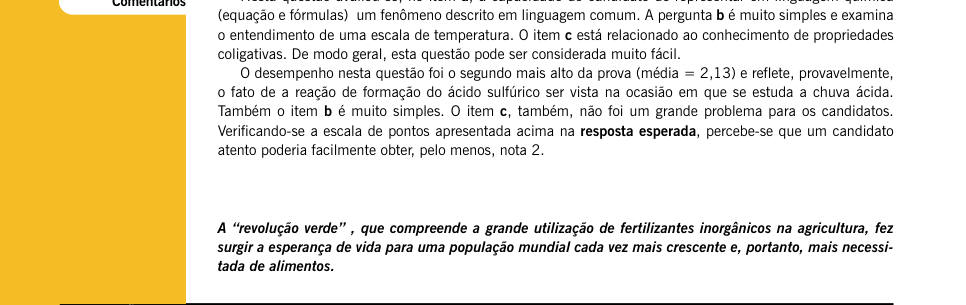 Comentários
(equação e fórmulas)  um fenômeno descrito em linguagem comum. A pergunta b é muito simples e examina
o entendimento de uma escala de temperatura. O item c está relacionado ao conhecimento de propriedades
coligativas. De modo geral, esta questão pode ser considerada muito fácil.
O desempenho nesta questão foi o segundo mais alto da prova (média = 2,13) e reflete, provavelmente,
o fato de a reação de formação do ácido sulfúrico ser vista na ocasião em que se estuda a chuva ácida.
Também o item b é muito simples. O item c, também, não foi um grande problema para os candidatos.
Verificando-se a escala de pontos apresentada acima na resposta esperada, percebe-se que um candidato
atento poderia facilmente obter, pelo menos, nota 2.
A “revolução verde” , que compreende a grande utilização de fertilizantes inorgânicos na agricultura, fez
surgir a esperança de vida para uma população mundial cada vez mais crescente e, portanto, mais necessi-
tada de alimentos.